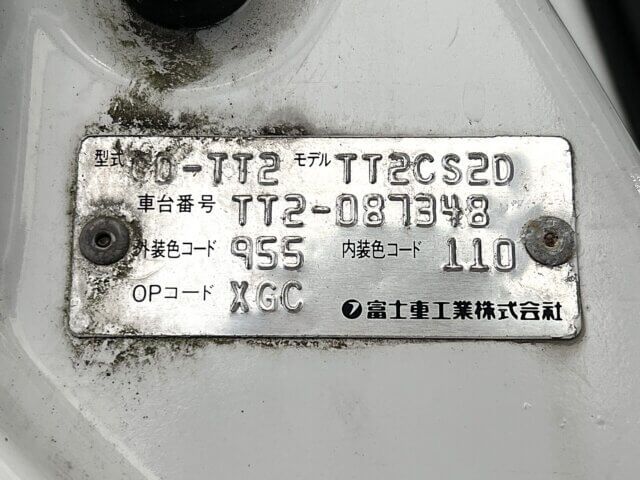 型式 GD-TT2 モデル TT2CS2D
車台番号 TT2-087348
外装色コード 955 内装色コード 110
OPコード XGC 富士重工業株式会社